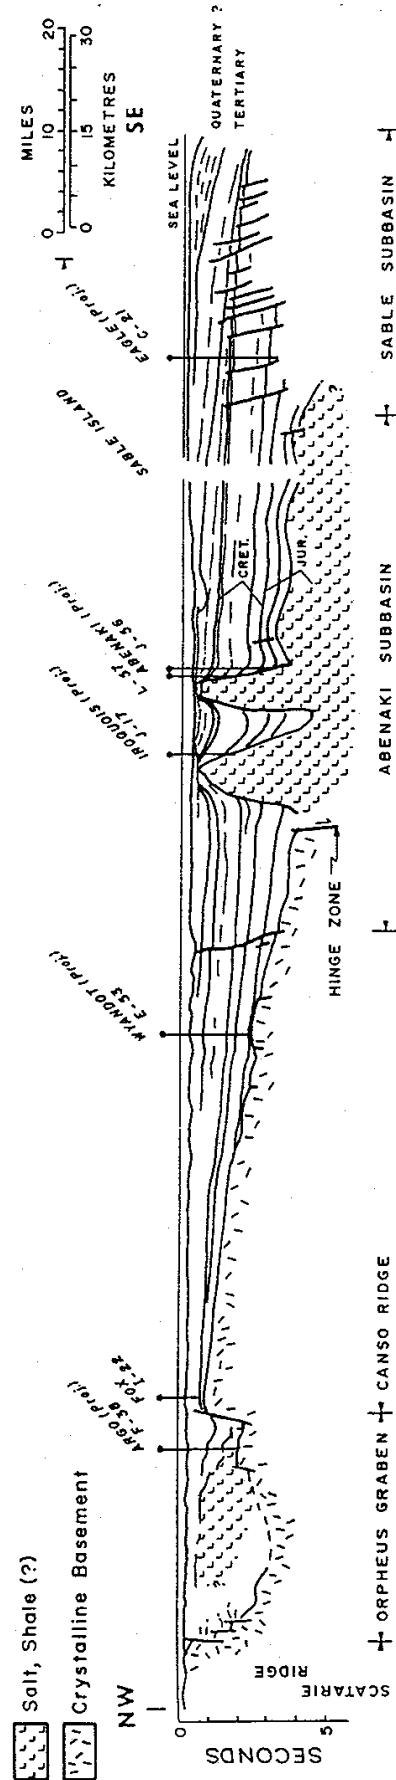 Salt, Shale (?)
Crystalline Basement
MILES
0 10 20
0 15 30
KILOMETRES
NW
SE
ARGO (Proj.)
F-38
FOX
I-22
WYANDOT (Proj.)
E-53
IROQUOIS (Proj.)
J-17
L-57
ABENAKI (Proj.)
J-56
SABLE ISLAND
EAGLE (Proj.)
C-21
SEA LEVEL
QUATERNARY ?
TERTIARY
CRET.
JUR.
?
?
0
5
SECONDS
SCATARIE
RIDGE
HINGE ZONE
ORPHEUS GRABEN
CANSO RIDGE
ABENAKI SUBBASIN
SABLE SUBBASIN